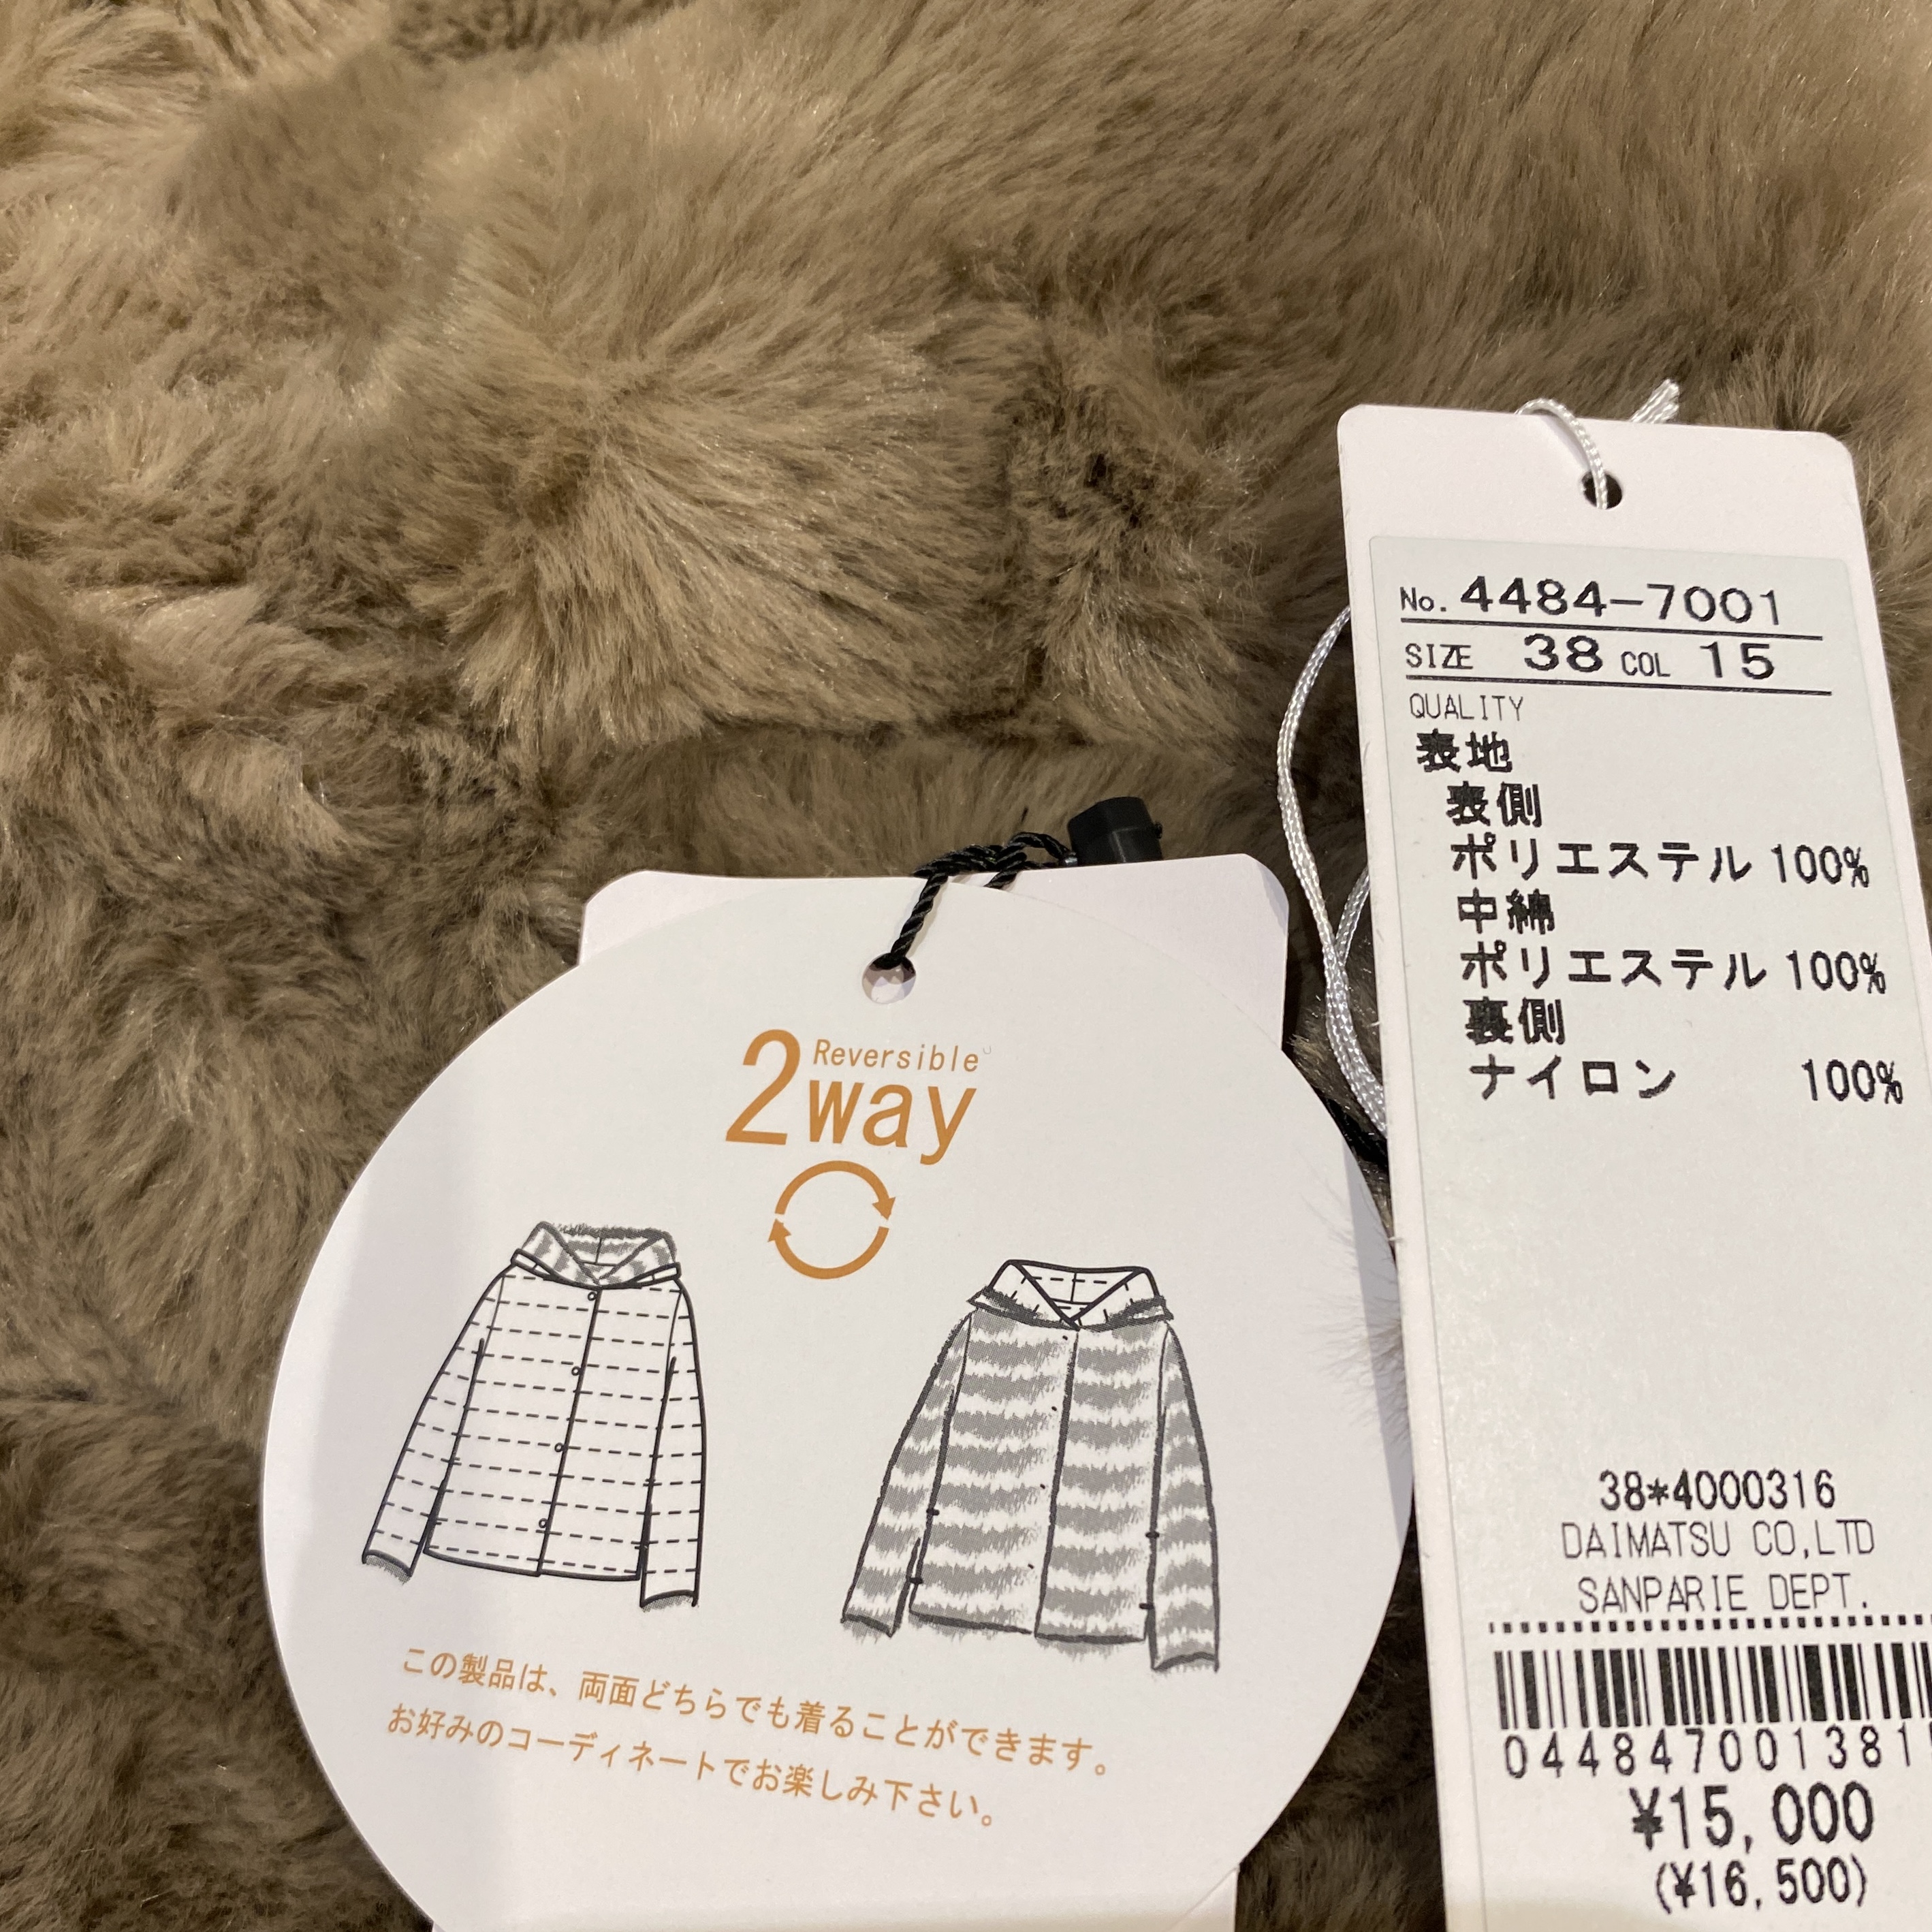 Reversible
2way
この製品は、両面どちらでも着ることができます。
お好みのコーディネートでお楽しみ下さい。
No. 4484-7001
SIZE 38 COL 15
QUALITY
表地
表側
ポリエステル 100%
中綿
ポリエステル 100%
裏側
ナイロン 100%
38*4000316
DAIMATSU CO,LTD
SANPARIE DEPT.
044847001381
¥15,000
(¥16,500)